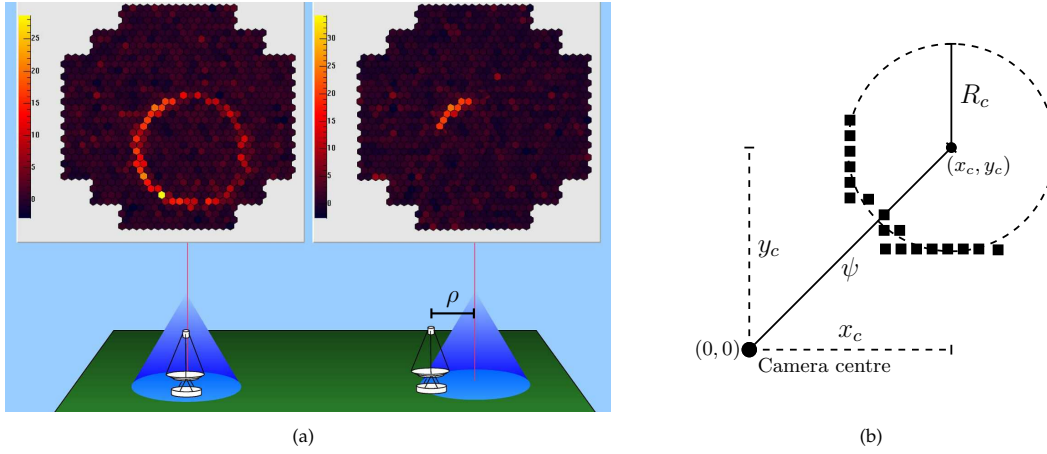 25
20
15
10
5
0
30
25
20
15
10
5
0
ρ
R_c
(x_c, y_c)
y_c
ψ
x_c
(0, 0)
Camera centre
(a)
(b)